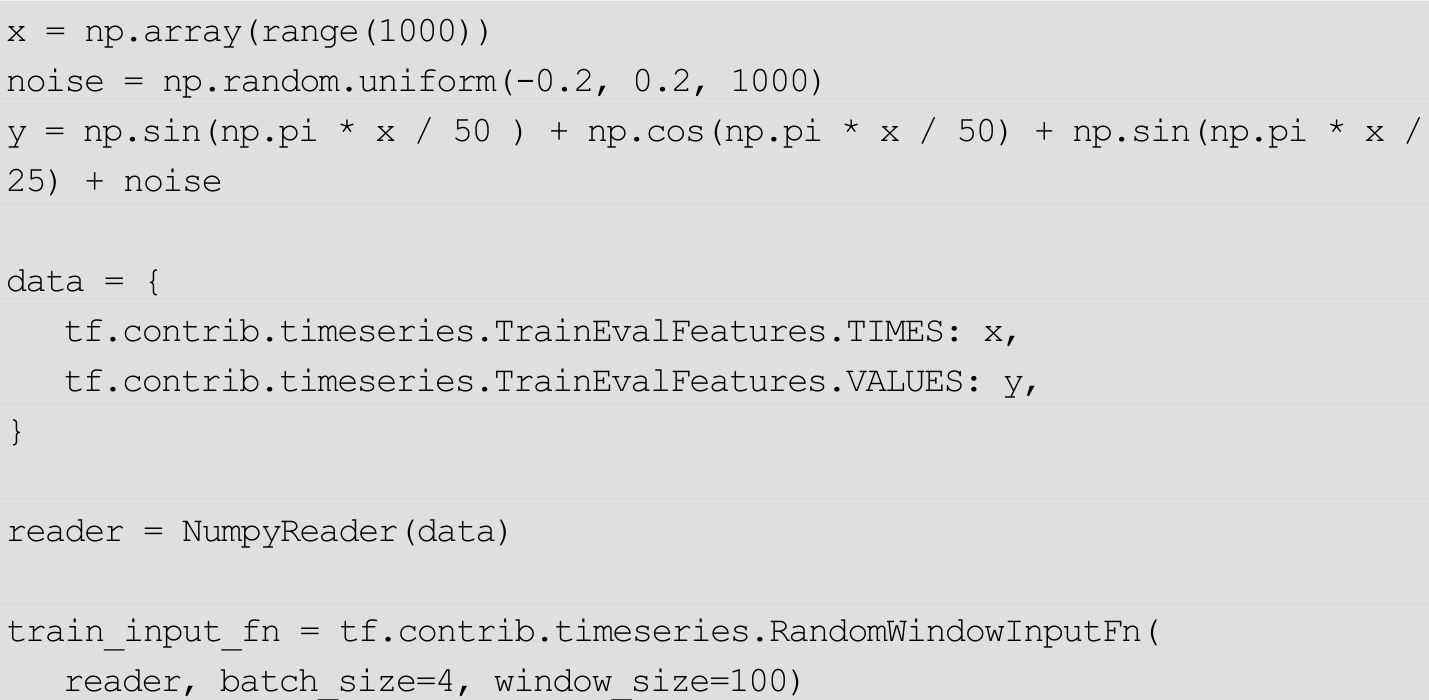 x = np.array(range(1000))
noise = np.random.uniform(-0.2, 0.2, 1000)
y = np.sin(np.pi * x / 50 ) + np.cos(np.pi * x / 50) + np.sin(np.pi * x /
25) + noise
data = {
   tf.contrib.timeseries.TrainEvalFeatures.TIMES: x,
   tf.contrib.timeseries.TrainEvalFeatures.VALUES: y,
}
reader = NumpyReader(data)
train_input_fn = tf.contrib.timeseries.RandomWindowInputFn(
   reader, batch_size=4, window_size=100)